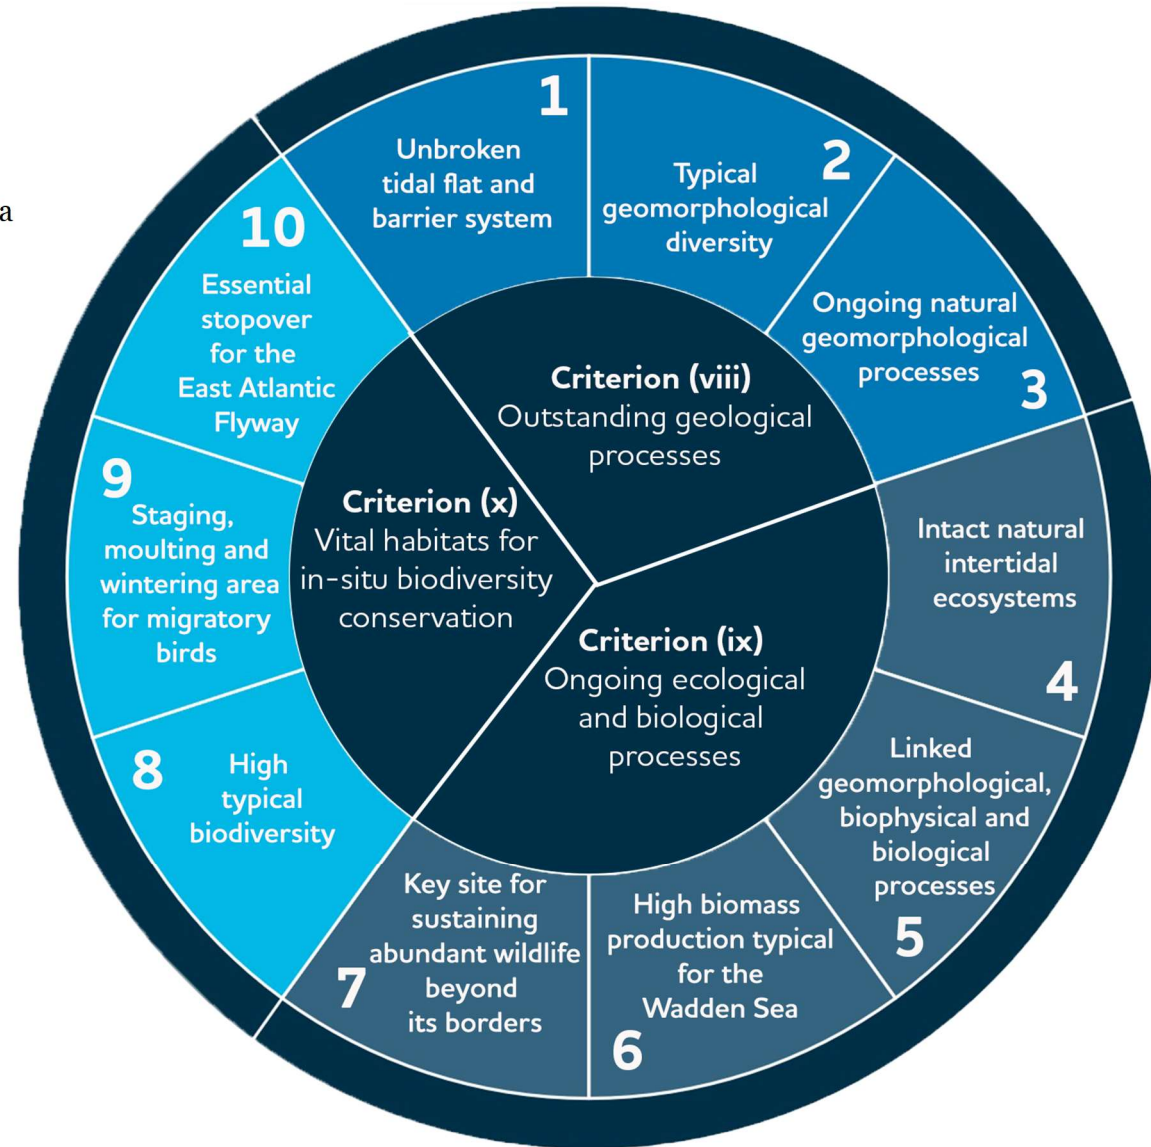 a
1
Unbroken
tidal flat and
barrier system
2
Typical
geomorphological
diversity
Ongoing natural
geomorphological
processes
3
Intact natural
intertidal
ecosystems
4
Linked
geomorphological,
biophysical and
biological
processes
5
High biomass
production typical
for the
Wadden Sea
6
Key site for
sustaining
abundant wildlife
beyond
its borders
7
8
High
typical
biodiversity
9
Staging,
moulting and
wintering area
for migratory
birds
10
Essential
stopover
for the
East Atlantic
Flyway
Criterion (viii)
Outstanding geological
processes
Criterion (ix)
Ongoing ecological
and biological
processes
Criterion (x)
Vital habitats for
in-situ biodiversity
conservation